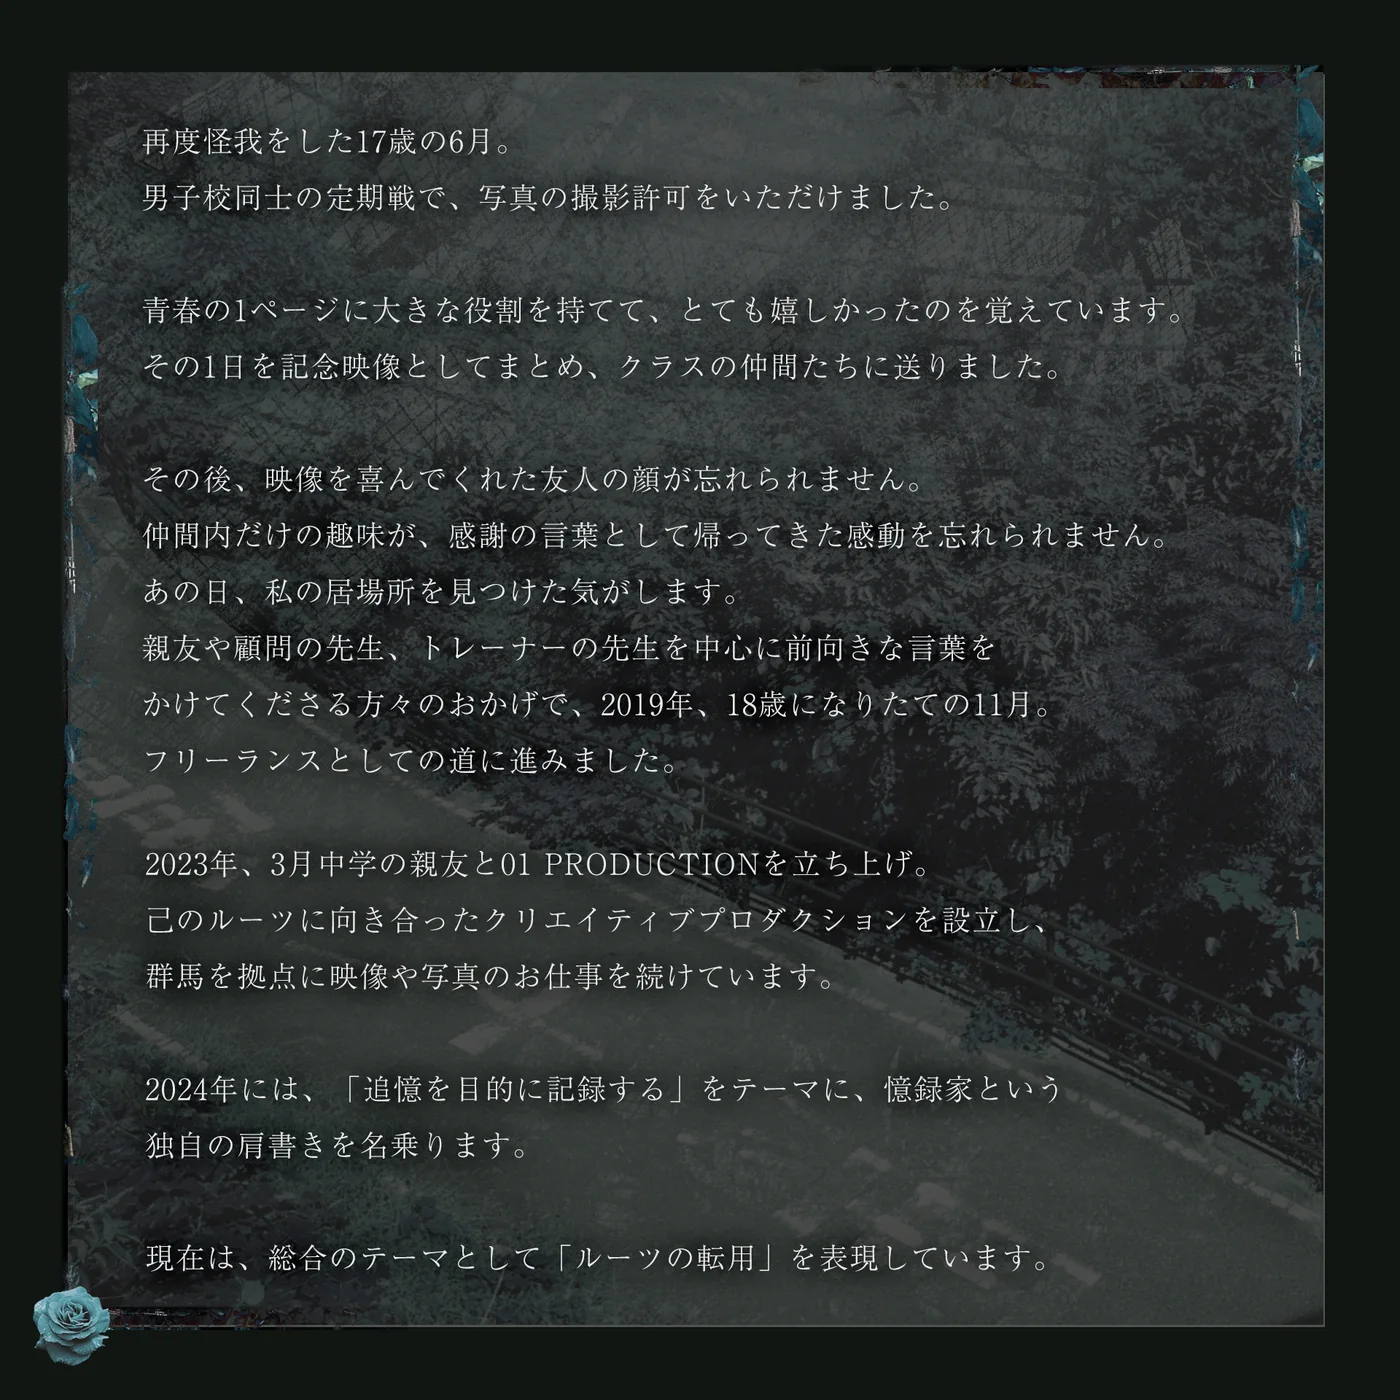 再度怪我をした17歳の6月。
男子校同士の定期戦で、写真の撮影許可をいただけました。
青春の1ページに大きな役割を持てて、とても嬉しかったのを覚えています。
その1日を記念映像としてまとめ、クラスの仲間たちに送りました。
その後、映像を喜んでくれた友人の顔が忘れられません。
仲間内だけの趣味が、感謝の言葉として帰ってきた感動を忘れられません。
あの日、私の居場所を見つけた気がします。
親友や顧問の先生、トレーナーの先生を中心に前向きな言葉を
かけてくださる方々のおかげで、2019年、18歳になりたての11月。
フリーランスとしての道に進みました。
2023年、3月中学の親友と01 PRODUCTIONを立ち上げ。
己のルーツに向き合ったクリエイティブプロダクションを設立し、
群馬を拠点に映像や写真のお仕事を続けています。
2024年には、「追憶を目的に記録する」をテーマに、憶録家という
独自の肩書きを名乗ります。
現在は、総合のテーマとして「ルーツの転用」を表現しています。